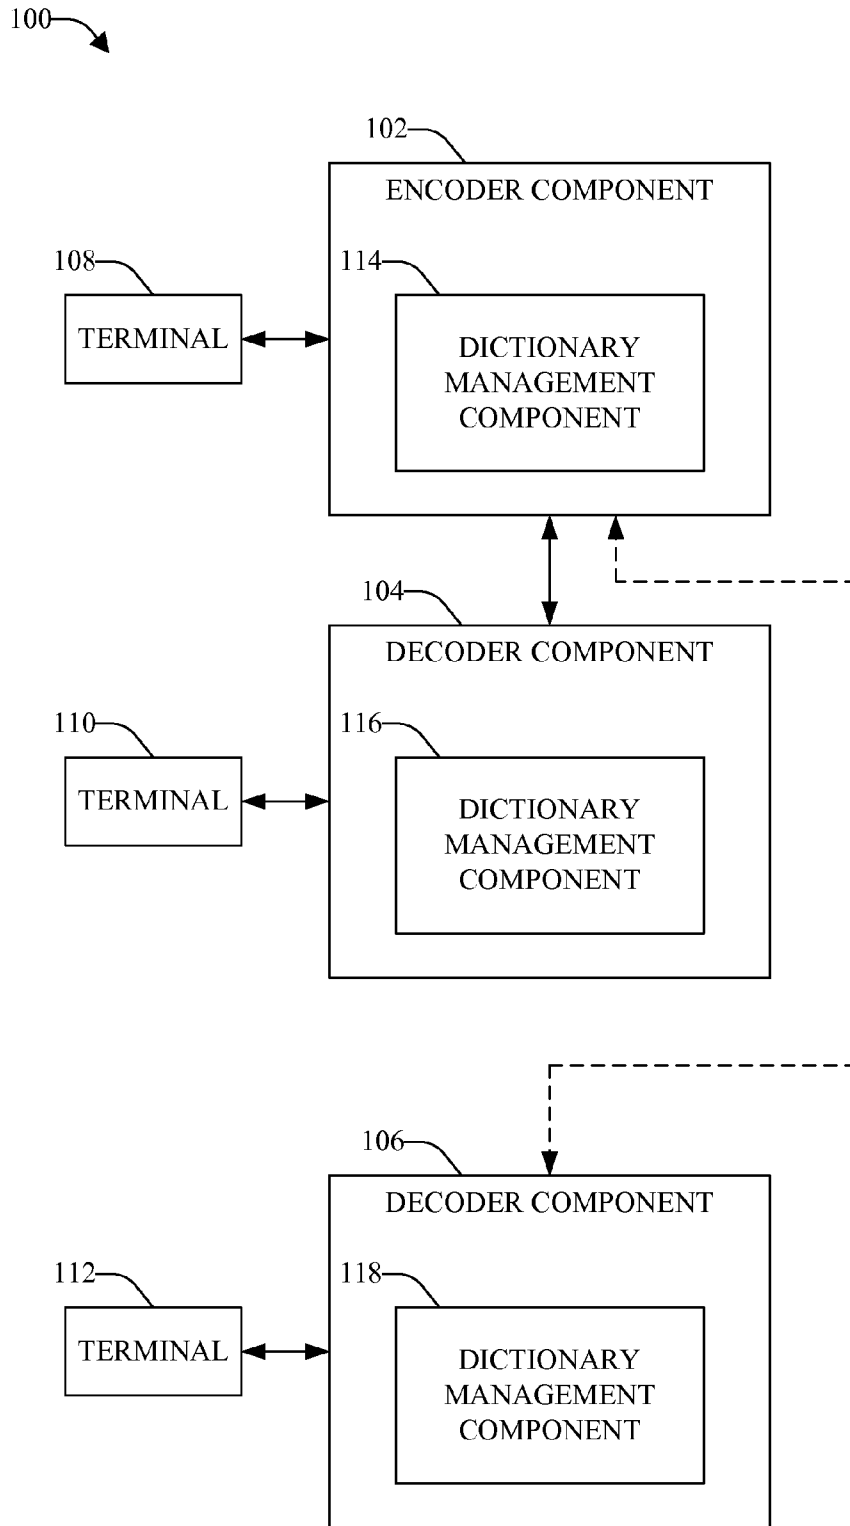 100
102
ENCODER COMPONENT
108
114
TERMINAL
DICTIONARY
MANAGEMENT
COMPONENT
104
DECODER COMPONENT
110
116
TERMINAL
DICTIONARY
MANAGEMENT
COMPONENT
106
DECODER COMPONENT
112
118
TERMINAL
DICTIONARY
MANAGEMENT
COMPONENT